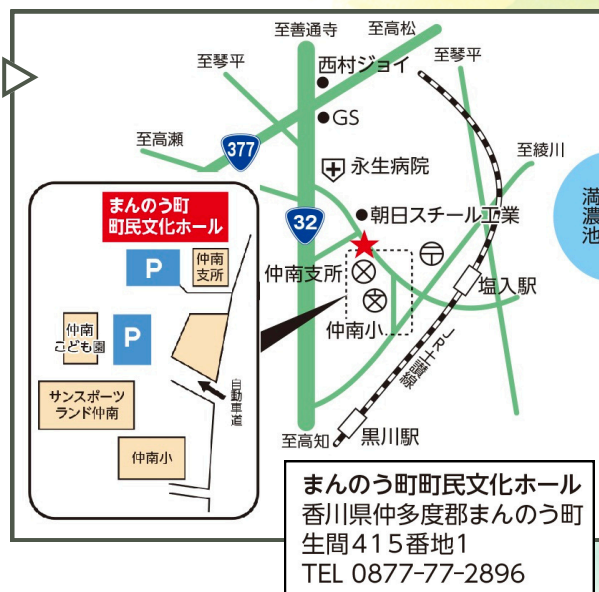 至善通寺
至高松
至琴平
西村ジョイ
至琴平
GS
至高瀬
377
至綾川
永生病院
満濃池
32
朝日スチール工業
まんのう町
町民文化ホール
P
仲南
支所
仲南
こども園
P
サンスポーツ
ランド仲南
自動車道
仲南小
仲南支所
文
仲南小
塩入駅
JR土讃線
至高知
黒川駅
まんのう町町民文化ホール
香川県仲多度郡まんのう町
生間415番地1
TEL 0877-77-2896